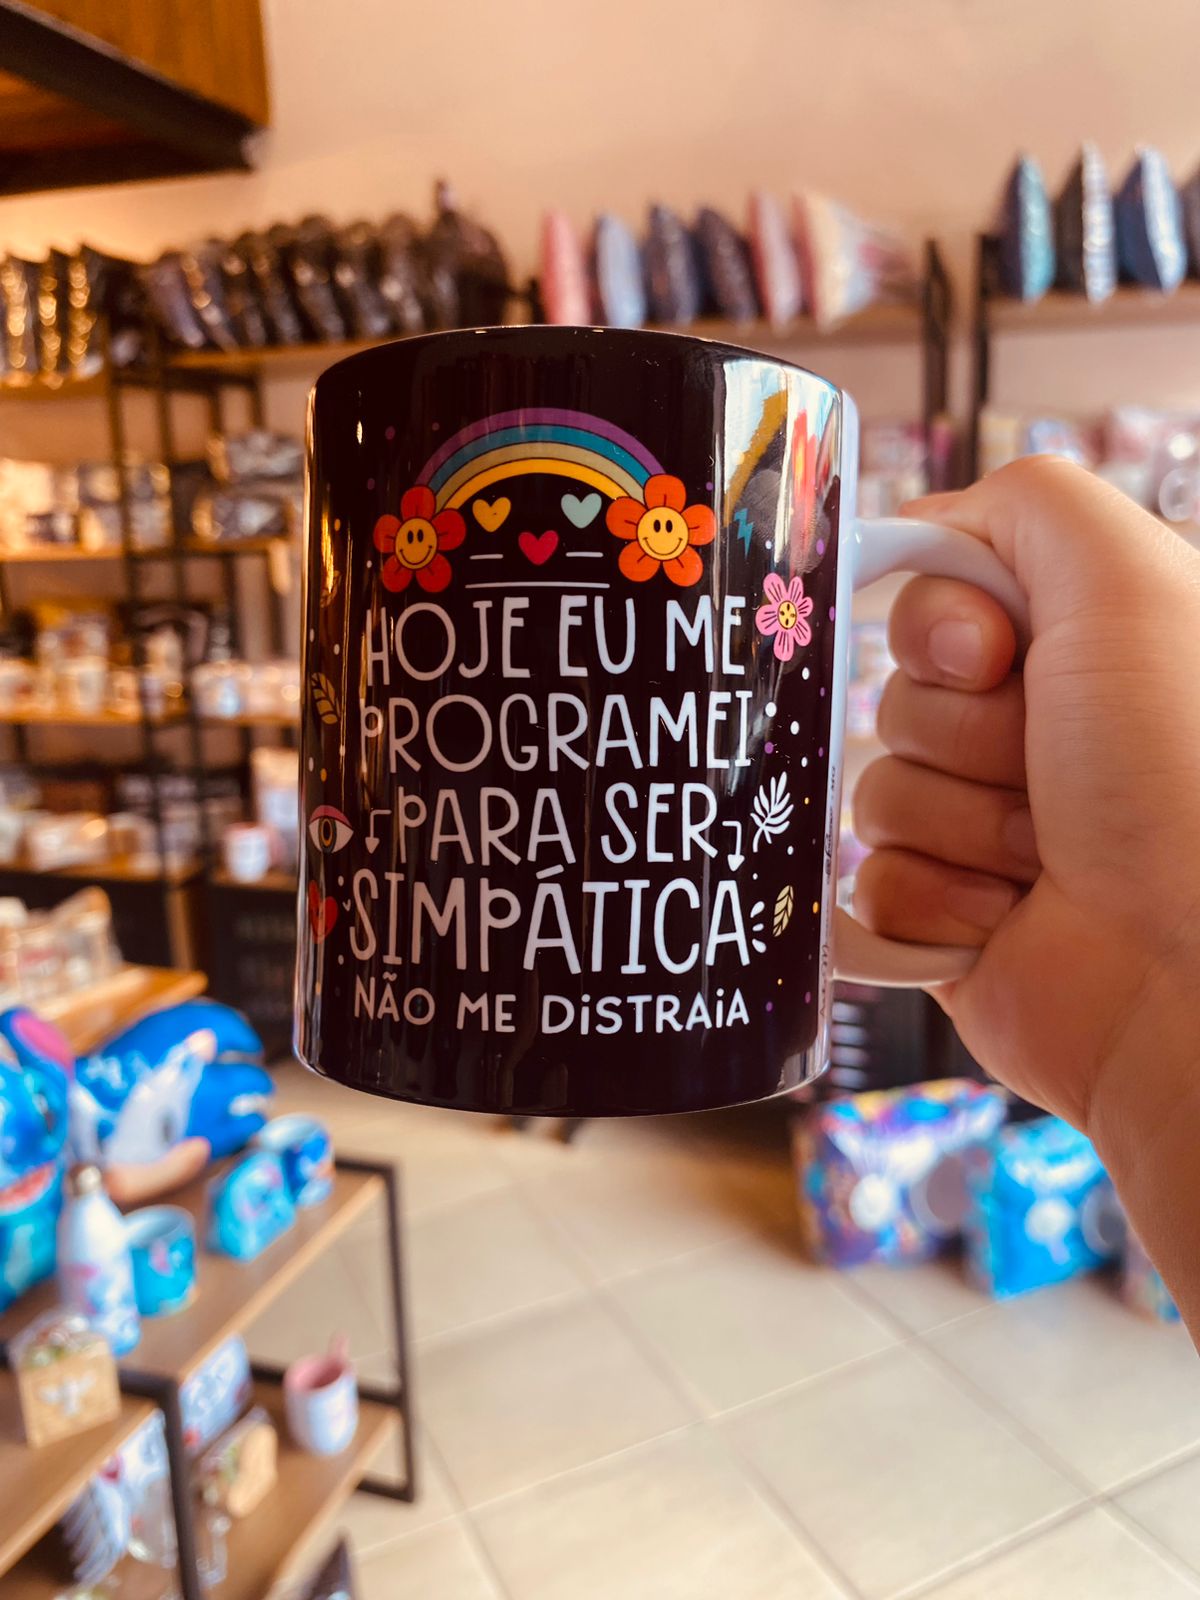 HOJE EU ME
PROGRAMEI
PARA SER
SIMPÁTICA
NÃO ME DiSTRAiA